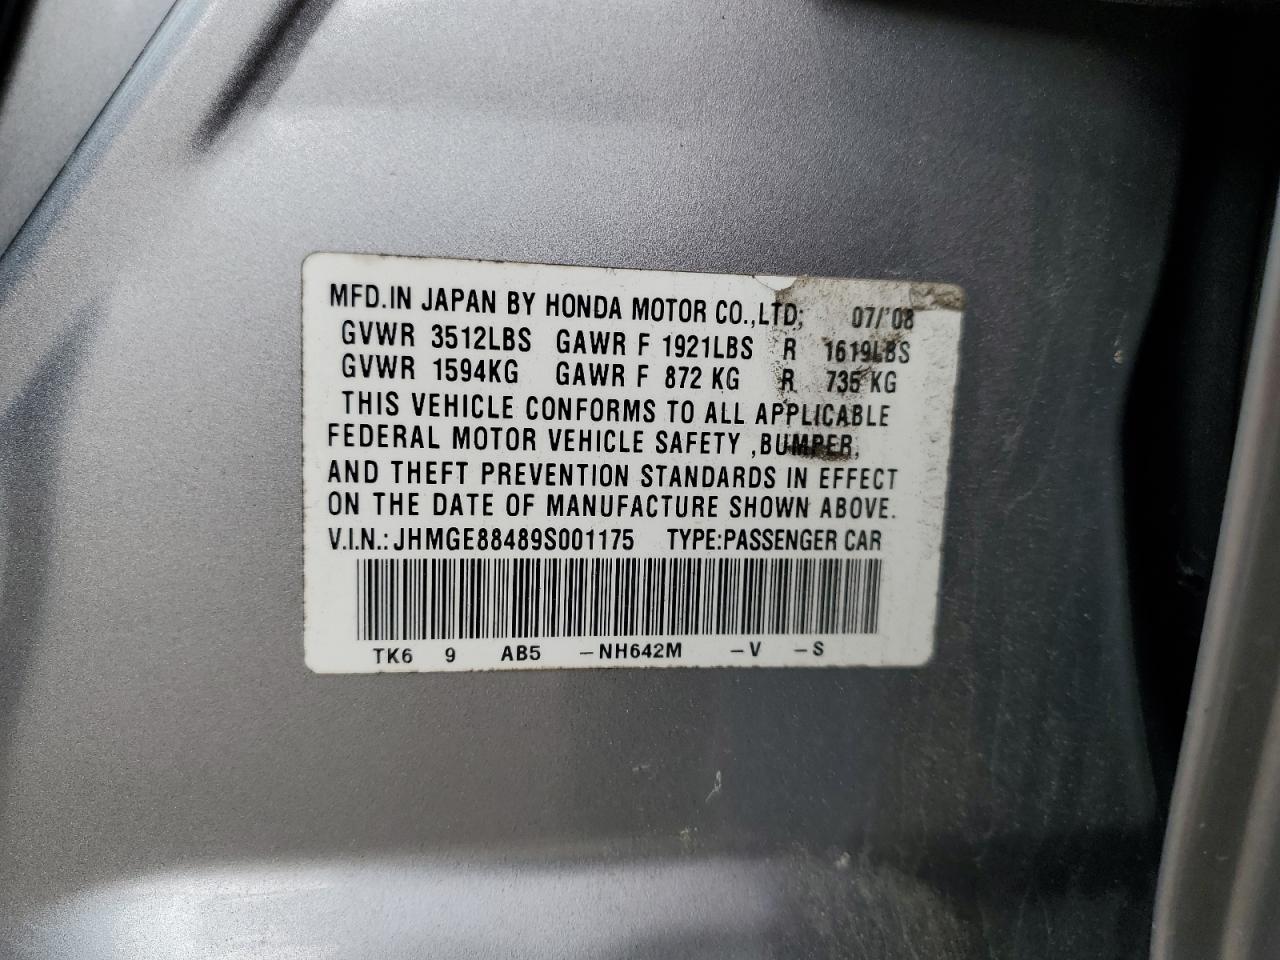 MFD.IN JAPAN BY HONDA MOTOR CO.,LTD; 07/'08
GVWR 3512LBS GAWR F 1921LBS R 1619LBS
GVWR 1594KG GAWR F 872 KG R 735 KG
THIS VEHICLE CONFORMS TO ALL APPLICABLE
FEDERAL MOTOR VEHICLE SAFETY ,BUMPER,
AND THEFT PREVENTION STANDARDS IN EFFECT
ON THE DATE OF MANUFACTURE SHOWN ABOVE.
V.I.N.: JHMGE88489S001175 TYPE:PASSENGER CAR
TK6 9 AB5 –NH642M –V –S